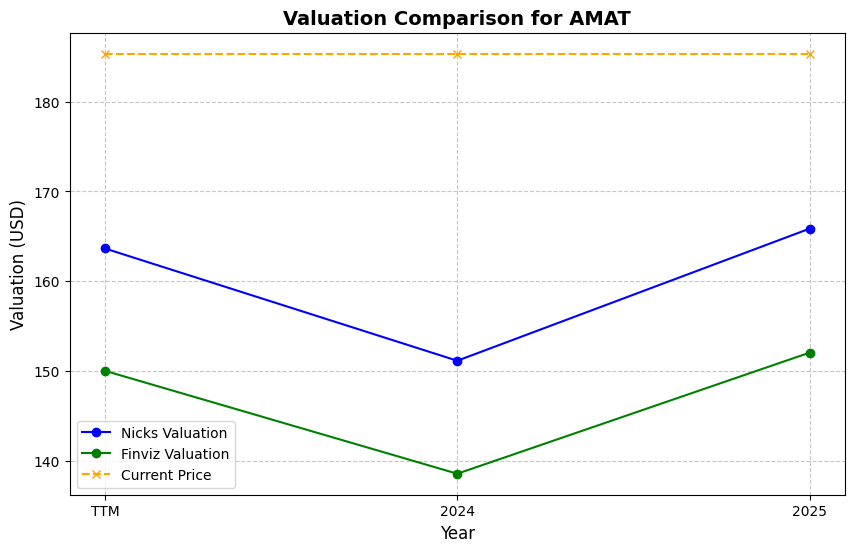 Valuation Comparison for AMAT
Valuation (USD)
180
170
160
150
140
Nicks Valuation
Finviz Valuation
Current Price
TTM
2024
2025
Year